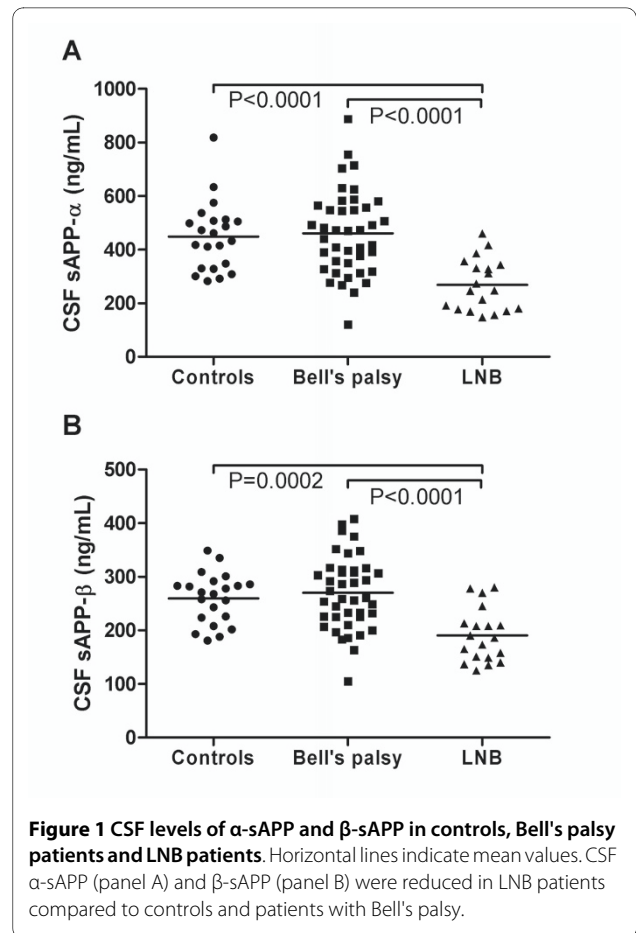 A
1000
800
600
400
200
0
CSF sAPP-α (ng/mL)
P<0.0001
P<0.0001
Controls
Bell's palsy
LNB
B
500
400
300
200
100
0
CSF sAPP-β (ng/mL)
P=0.0002
P<0.0001
Controls
Bell's palsy
LNB
Figure 1 CSF levels of α-sAPP and β-sAPP in controls, Bell's palsy
patients and LNB patients. Horizontal lines indicate mean values. CSF
α-sAPP (panel A) and β-sAPP (panel B) were reduced in LNB patients
compared to controls and patients with Bell's palsy.